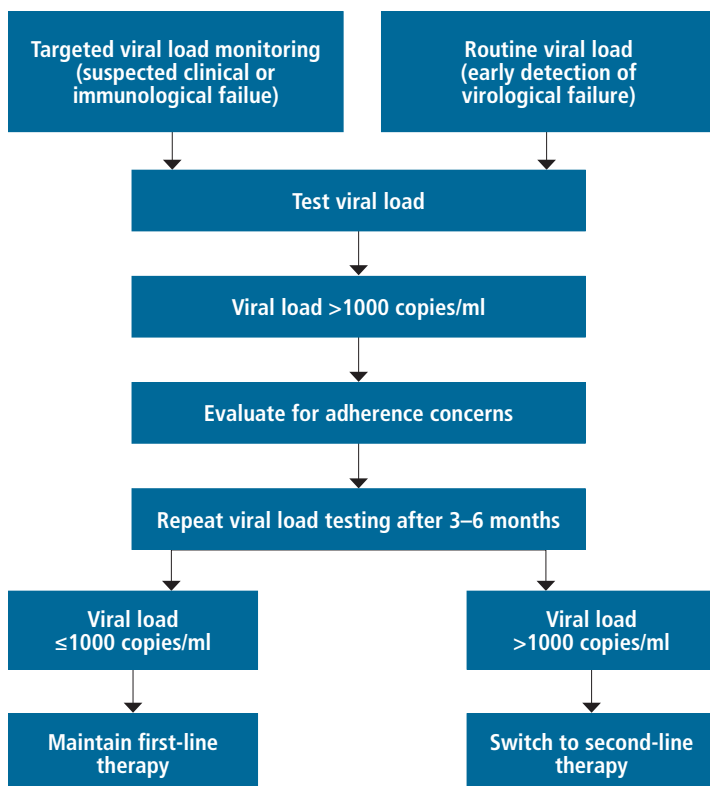 Targeted viral load monitoring
(suspected clinical or
immunological failue)
Routine viral load
(early detection of
virological failure)
Test viral load
Viral load >1000 copies/ml
Evaluate for adherence concerns
Repeat viral load testing after 3–6 months
Viral load
≤1000 copies/ml
Viral load
>1000 copies/ml
Maintain first-line
therapy
Switch to second-line
therapy